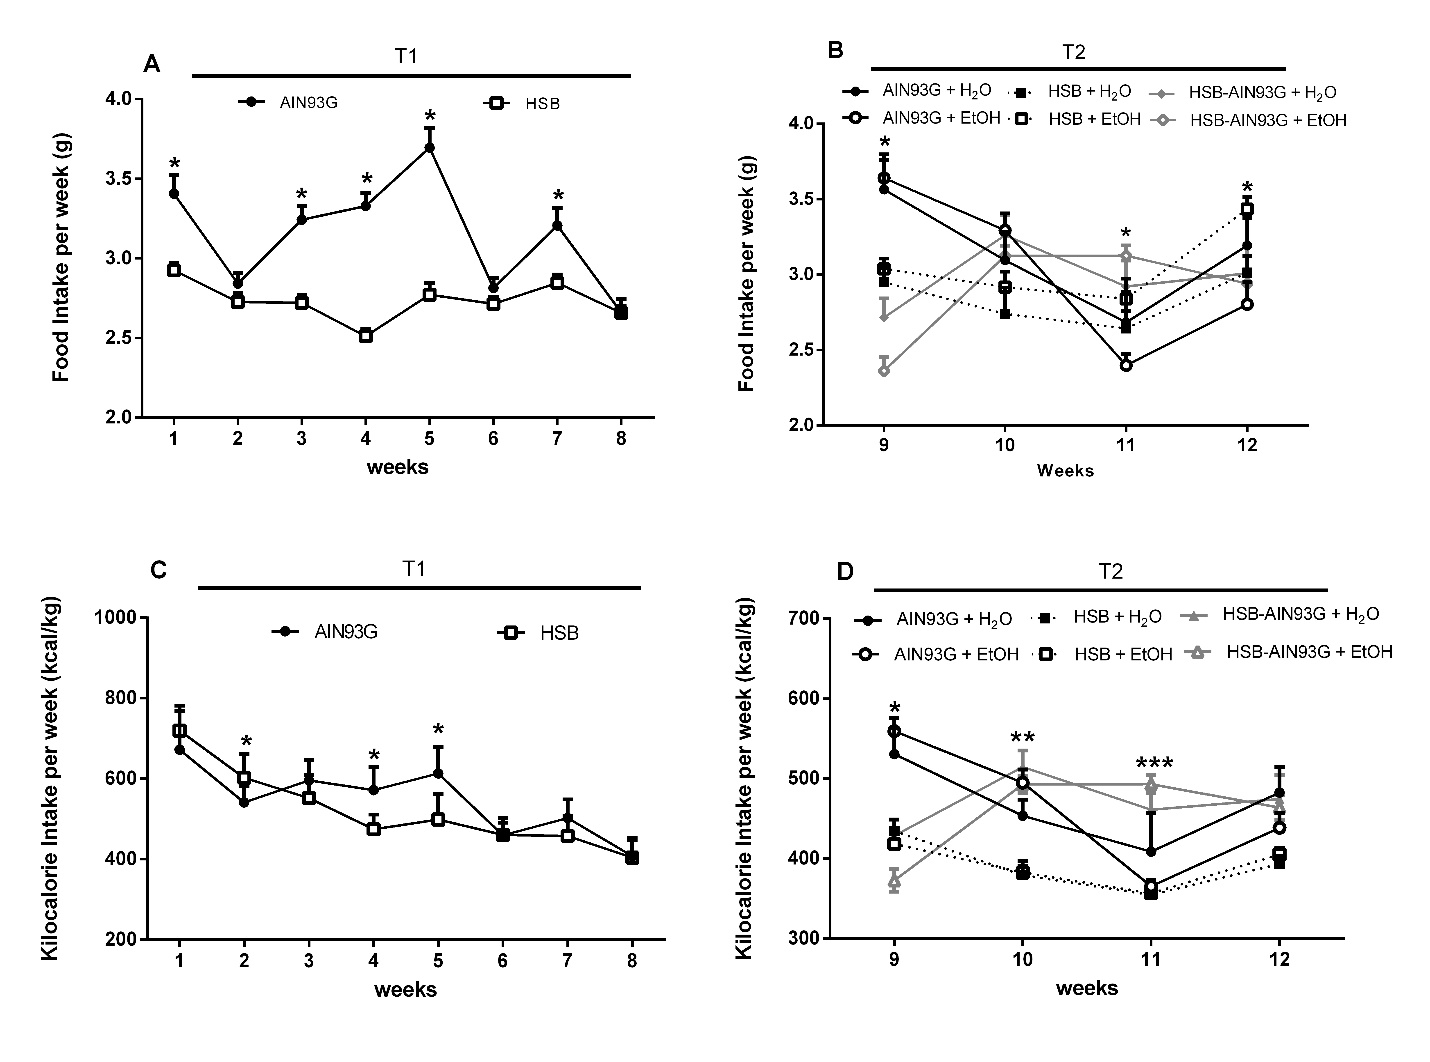 A
T1
AIN93G
HSB
*
*
*
*
*
Food Intake per week (g)
4.0
3.5
3.0
2.5
2.0
1 2 3 4 5 6 7 8
weeks
B
T2
AIN93G + H₂O
HSB + H₂O
HSB-AIN93G + H₂O
AIN93G + EtOH
HSB + EtOH
HSB-AIN93G + EtOH
*
*
*
Food Intake per week (g)
4.0
3.5
3.0
2.5
2.0
9 10 11 12
Weeks
C
T1
AIN93G
HSB
*
*
*
Kilocalorie Intake per week (kcal/kg)
1000
800
600
400
200
1 2 3 4 5 6 7 8
weeks
D
T2
AIN93G + H₂O
HSB + H₂O
HSB-AIN93G + H₂O
AIN93G + EtOH
HSB + EtOH
HSB-AIN93G + EtOH
*
**
***
Kilocalorie Intake per week (kcal/kg)
700
600
500
400
300
9 10 11 12
weeks